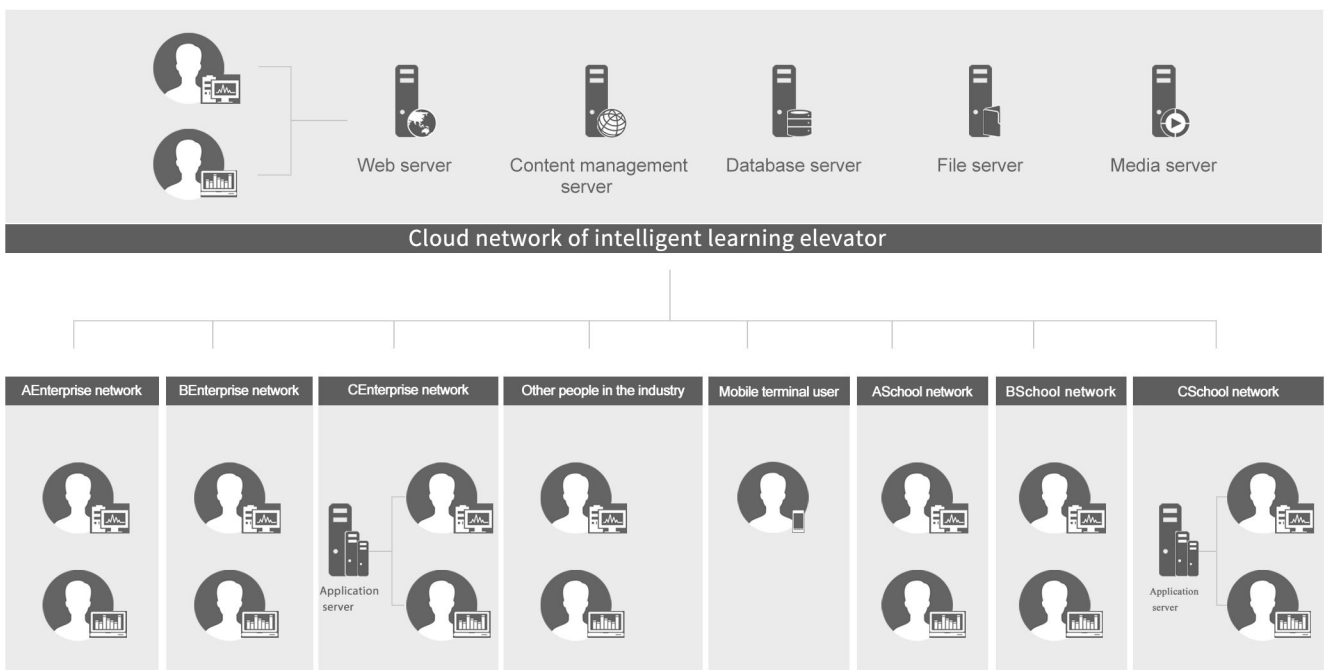 Web server
Content management
server
Database server
File server
Media server
Cloud network of intelligent learning elevator
AEnterprise network
BEnterprise network
CEnterprise network
Other people in the industry
Mobile terminal user
ASchool network
BSchool network
CSchool network
Application
server
Application
server